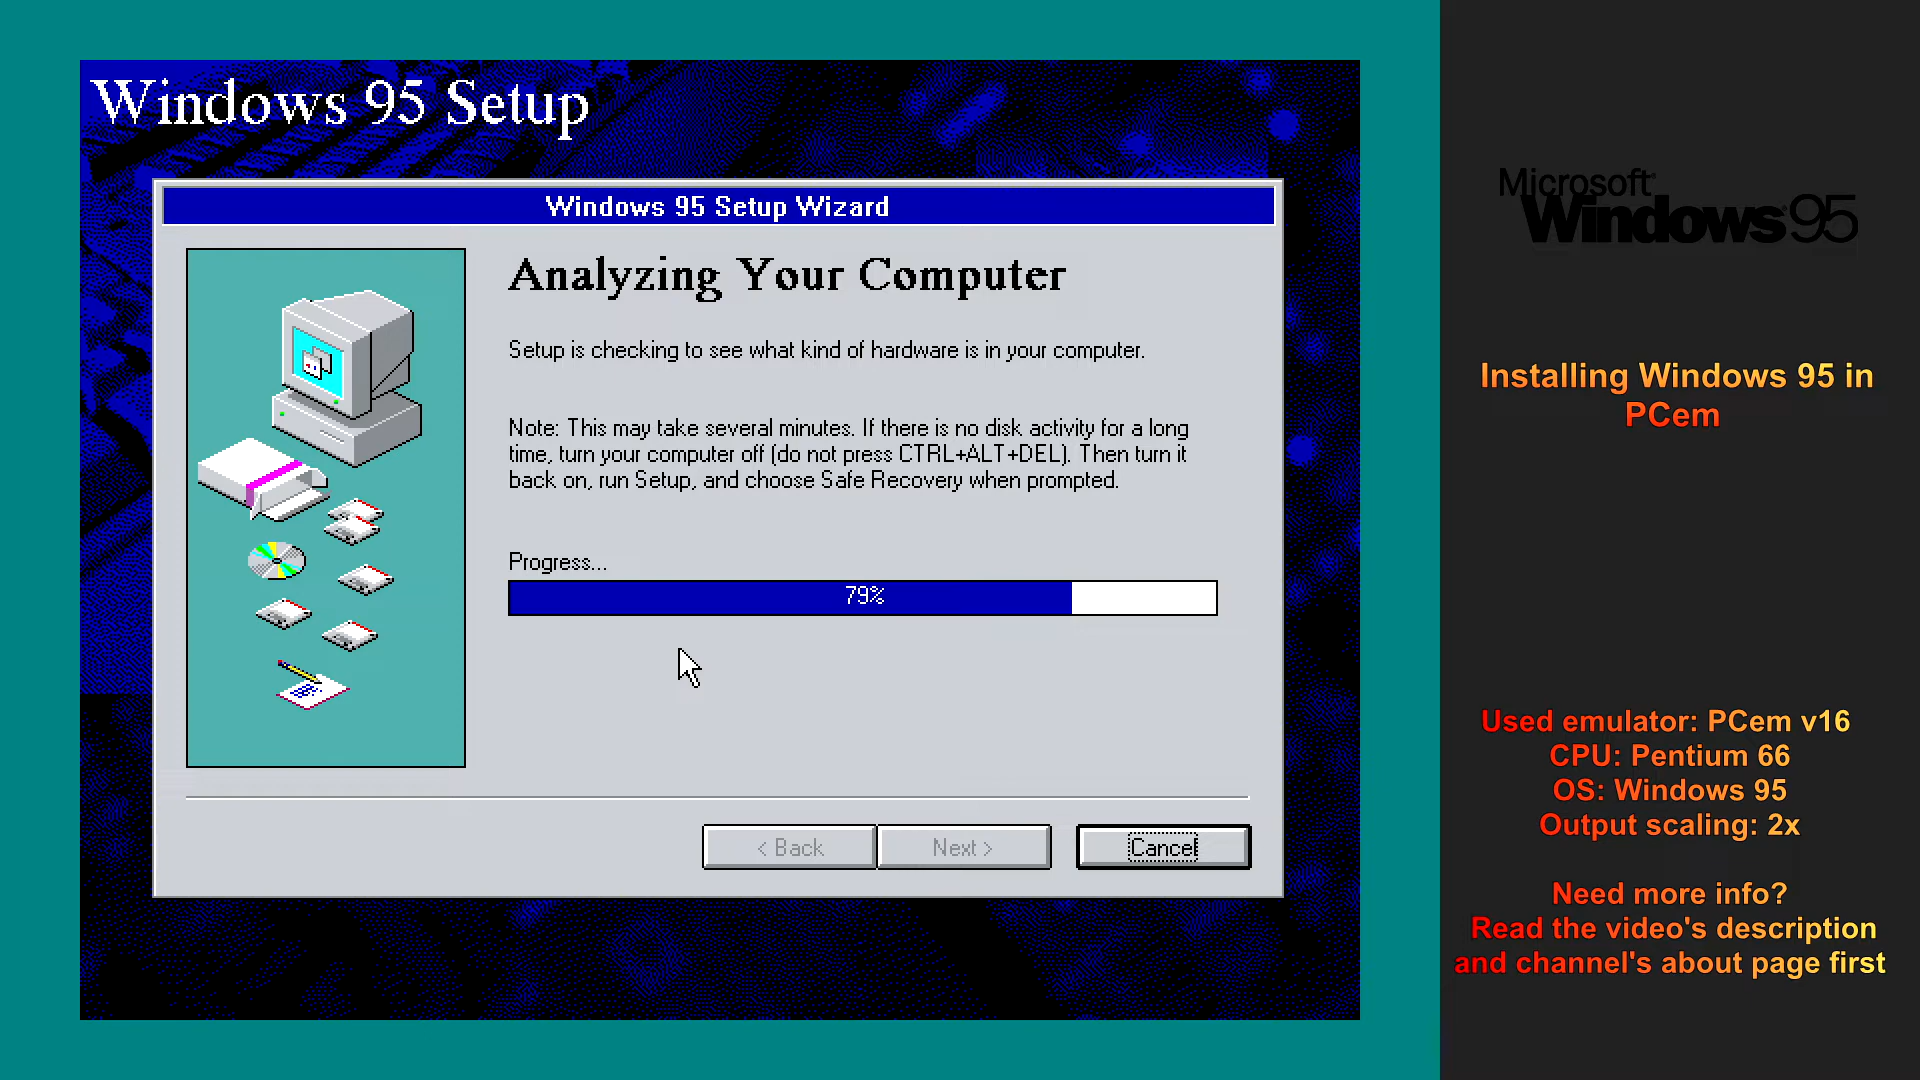 Windows 95 Setup
Windows 95 Setup Wizard
Analyzing Your Computer
Setup is checking to see what kind of hardware is in your computer.
Note: This may take several minutes. If there is no disk activity for a long
time, turn your computer off (do not press CTRL+ALT+DEL). Then turn it
back on, run Setup, and choose Safe Recovery when prompted.
Progress...
79%
< Back
Next >
Cancel
Microsoft
Windows 95
Installing Windows 95 in
PCem
Used emulator: PCem v16
CPU: Pentium 66
OS: Windows 95
Output scaling: 2x
Need more info?
Read the video's description
and channel's about page first